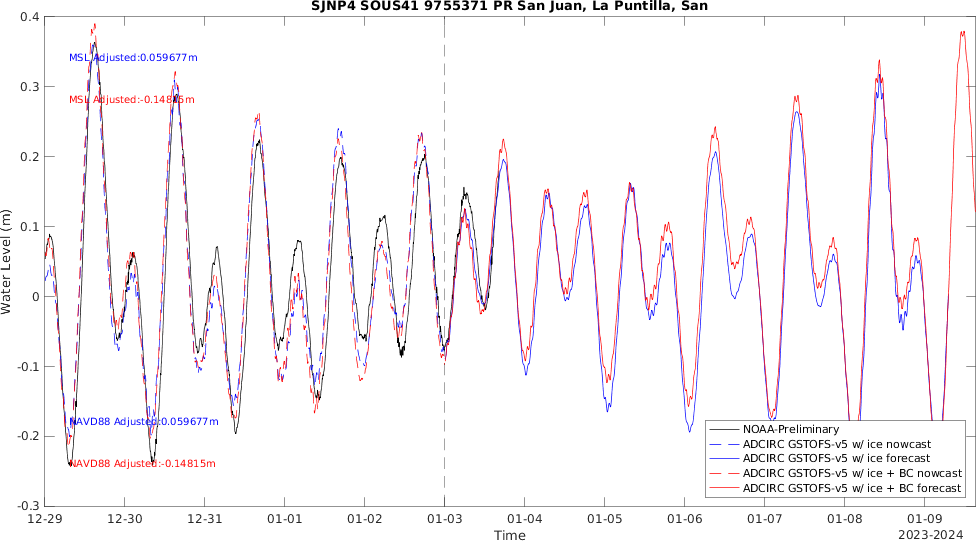 SJNP4 SOUS41 9755371 PR San Juan, La Puntilla, San
0.4
MSL Adjusted:0.059677m
0.3
MSL Adjusted:-0.14815m
0.2
0.1
Water Level (m)
0
-0.1
NAVD88 Adjusted:0.059677m
-0.2
NAVD88 Adjusted:-0.14815m
-0.3
NOAA-Preliminary
ADCIRC GSTOFS-v5 w/ ice nowcast
ADCIRC GSTOFS-v5 w/ ice forecast
ADCIRC GSTOFS-v5 w/ ice + BC nowcast
ADCIRC GSTOFS-v5 w/ ice + BC forecast
12-29 12-30 12-31 01-01 01-02 01-03 01-04 01-05 01-06 01-07 01-08 01-09
Time
2023-2024